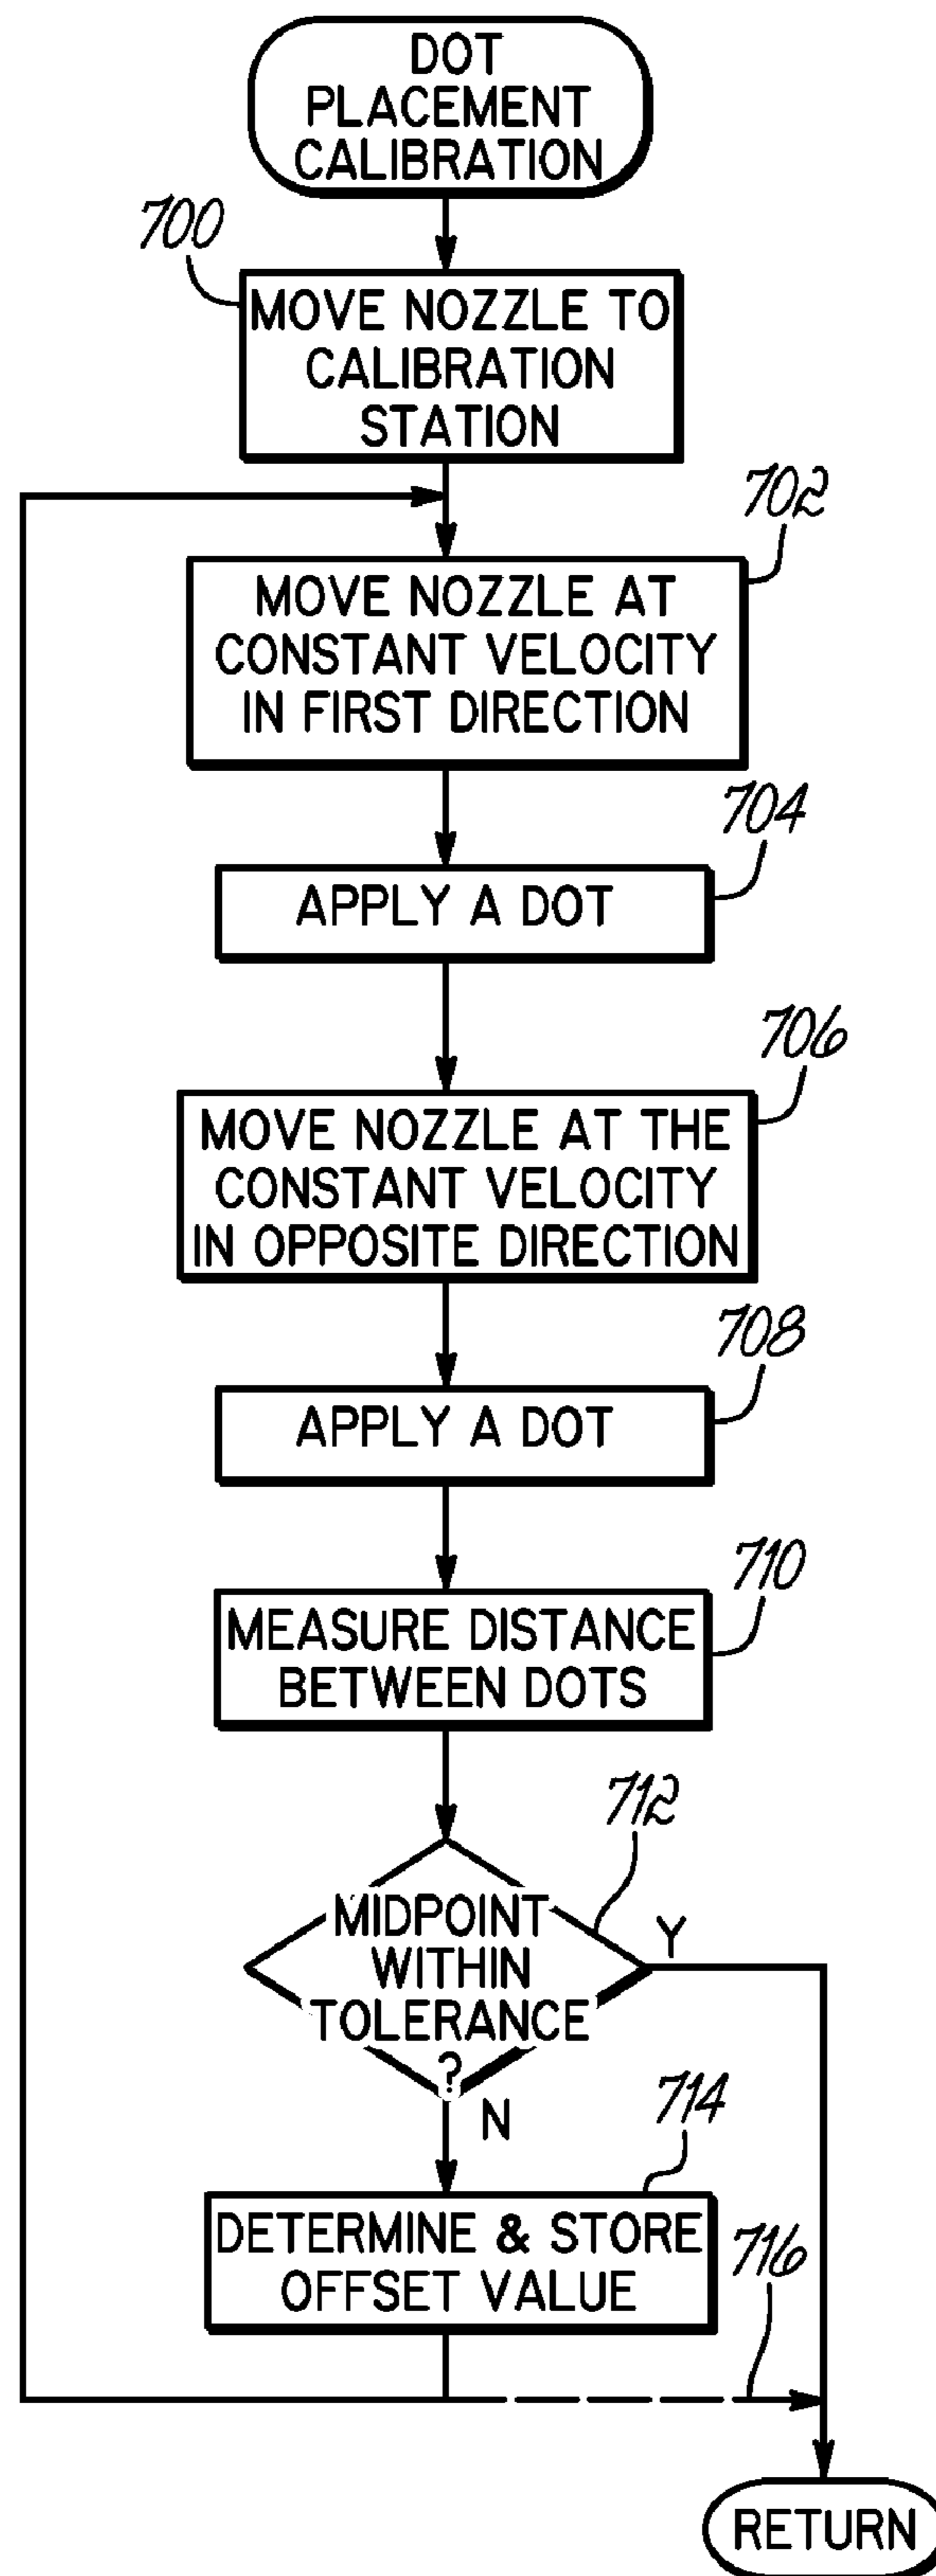 DOT
PLACEMENT
CALIBRATION
700
MOVE NOZZLE TO
CALIBRATION
STATION
702
MOVE NOZZLE AT
CONSTANT VELOCITY
IN FIRST DIRECTION
704
APPLY A DOT
706
MOVE NOZZLE AT THE
CONSTANT VELOCITY
IN OPPOSITE DIRECTION
708
APPLY A DOT
710
MEASURE DISTANCE
BETWEEN DOTS
712
MIDPOINT
WITHIN
TOLERANCE
?
Y
N
714
DETERMINE & STORE
OFFSET VALUE
716
RETURN